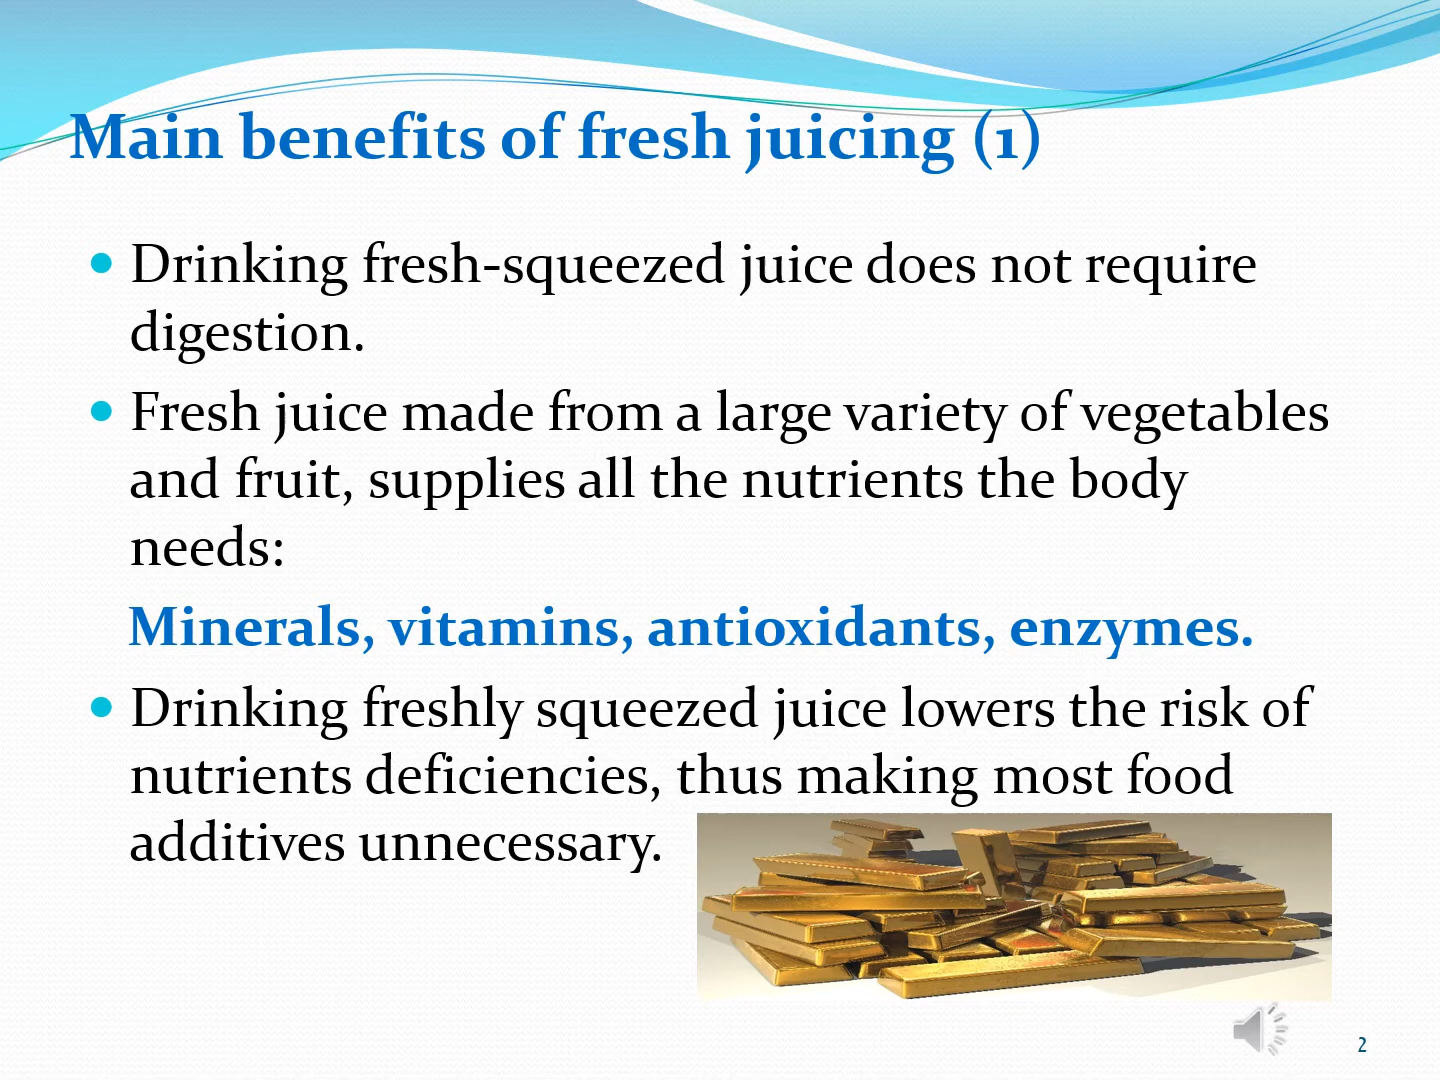 Main benefits of fresh juicing (1)
• Drinking fresh-squeezed juice does not require
digestion.
• Fresh juice made from a large variety of vegetables
and fruit, supplies all the nutrients the body
needs:
Minerals, vitamins, antioxidants, enzymes.
• Drinking freshly squeezed juice lowers the risk of
nutrients deficiencies, thus making most food
additives unnecessary.
2